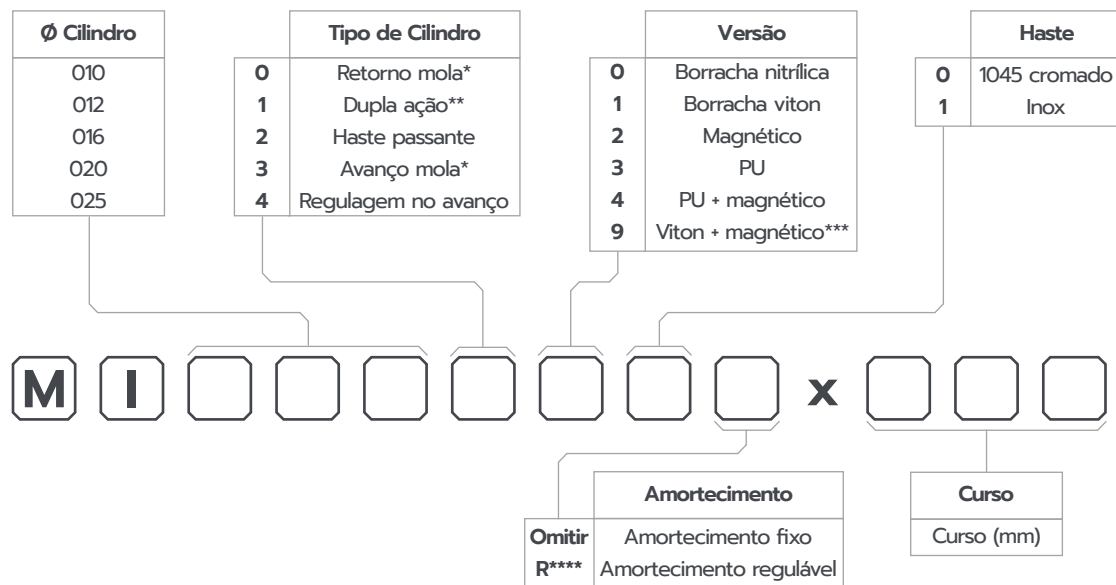 Ø Cilindro
010
012
016
020
025
Tipo de Cilindro
0 Retorno mola*
1 Dupla ação**
2 Haste passante
3 Avanço mola*
4 Regulagem no avanço
Versão
0 Borracha nitrílica
1 Borracha viton
2 Magnético
3 PU
4 PU + magnético
9 Viton + magnético***
Haste
0 1045 cromado
1 Inox
M I x
Amortecimento
Omitir Amortecimento fixo
R**** Amortecimento regulável
Curso
Curso (mm)